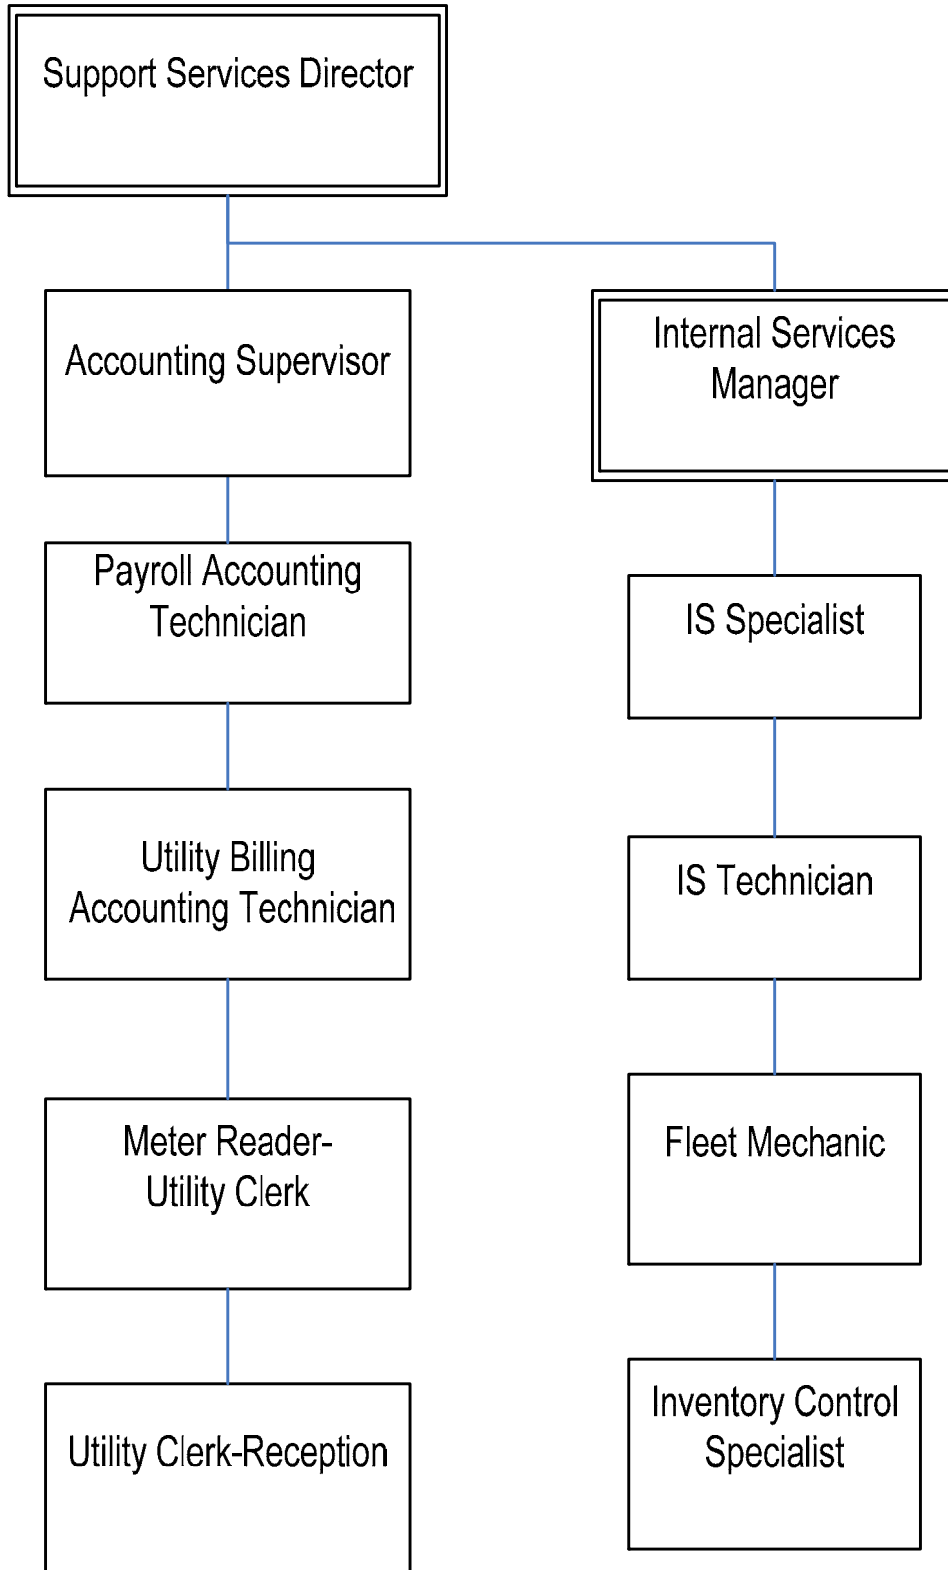 Support Services Director
Accounting Supervisor
Internal Services
Manager
Payroll Accounting
Technician
IS Specialist
Utility Billing
Accounting Technician
IS Technician
Meter Reader-
Utility Clerk
Fleet Mechanic
Utility Clerk-Reception
Inventory Control
Specialist